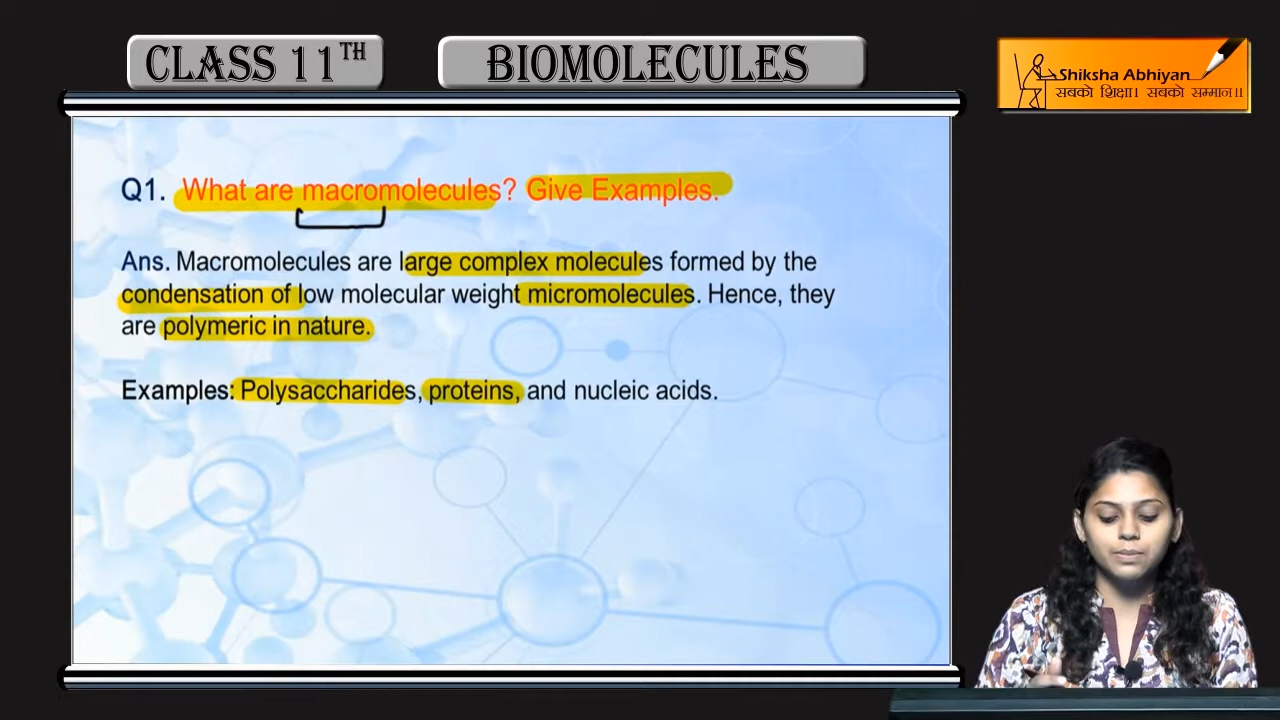 CLASS 11TH
BIOMOLECULES
Shiksha Abhiyan
सबको शिक्षा। सबको सम्मान।।
Q1. What are macromolecules? Give Examples.
Ans. Macromolecules are large complex molecules formed by the
condensation of low molecular weight micromolecules. Hence, they
are polymeric in nature.
Examples: Polysaccharides, proteins, and nucleic acids.